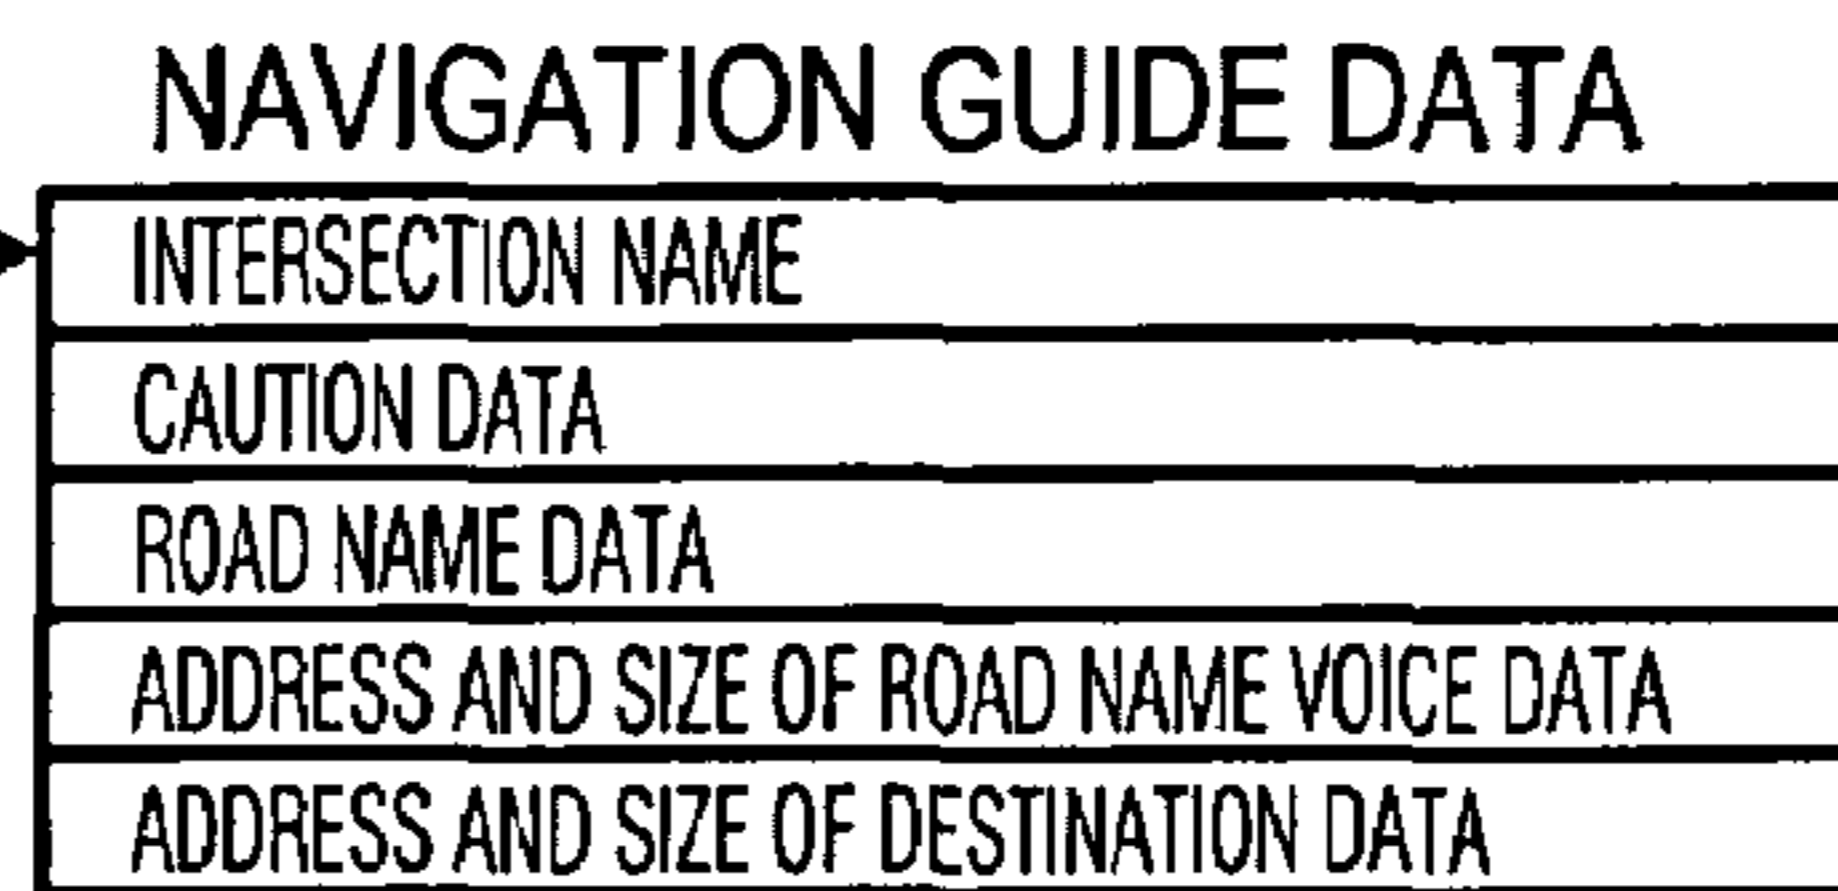 NAVIGATION GUIDE DATA
INTERSECTION NAME
CAUTION DATA
ROAD NAME DATA
ADDRESS AND SIZE OF ROAD NAME VOICE DATA
ADDRESS AND SIZE OF DESTINATION DATA